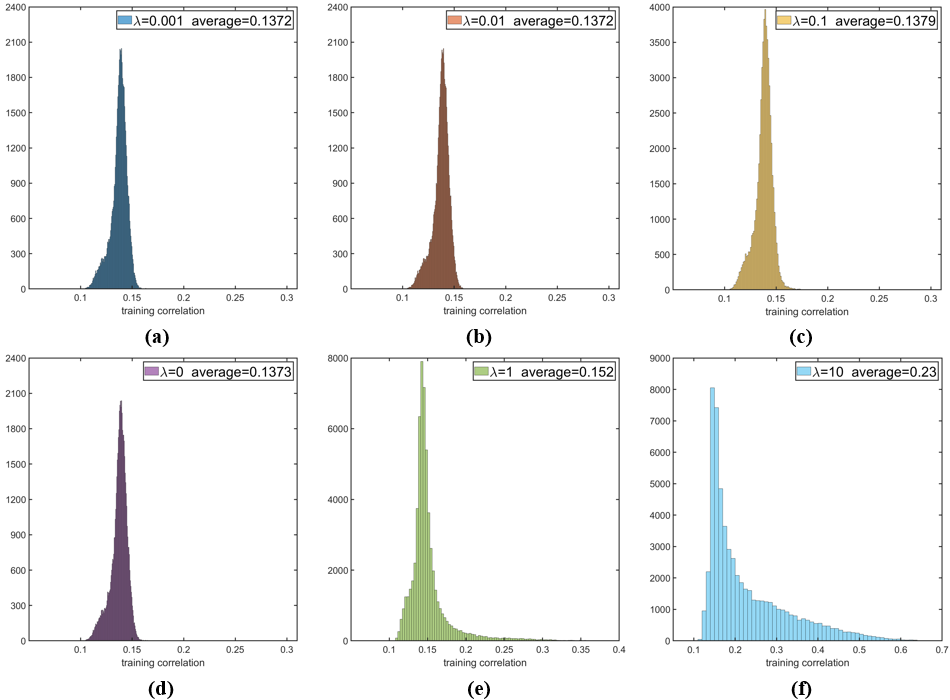 λ=0.001 average=0.1372
2400
2100
1800
1500
1200
900
600
300
0
0.1 0.15 0.2 0.25 0.3
training correlation
(a)
λ=0.01 average=0.1372
2400
2100
1800
1500
1200
900
600
300
0
0.1 0.15 0.2 0.25 0.3
training correlation
(b)
λ=0.1 average=0.1379
4000
3500
3000
2500
2000
1500
1000
500
0
0.1 0.15 0.2 0.25 0.3
training correlation
(c)
λ=0 average=0.1373
2400
2100
1800
1500
1200
900
600
300
0
0.1 0.15 0.2 0.25 0.3
training correlation
(d)
λ=1 average=0.152
8000
6000
4000
2000
0
0.1 0.15 0.2 0.25 0.3 0.35 0.4
training correlation
(e)
λ=10 average=0.23
9000
8000
7000
6000
5000
4000
3000
2000
1000
0
0.1 0.2 0.3 0.4 0.5 0.6 0.7
training correlation
(f)